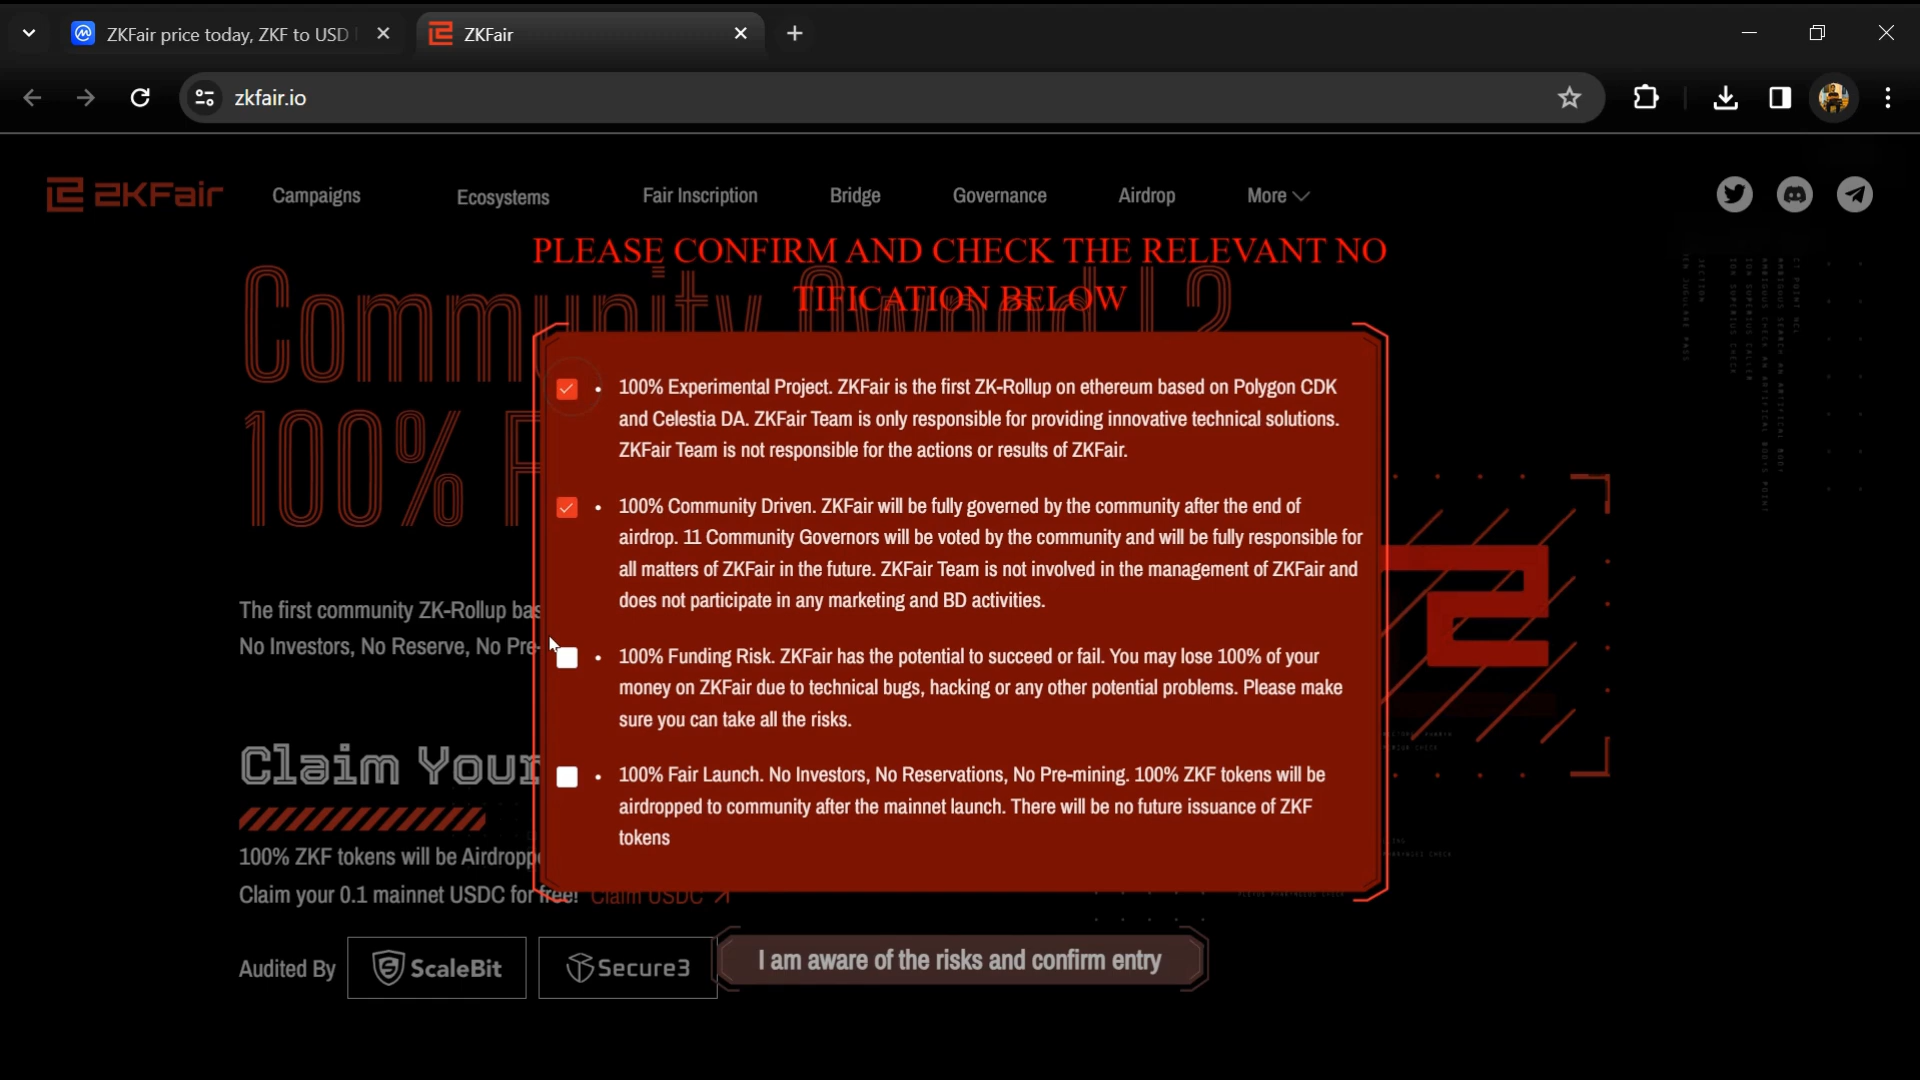 ZKFair price today, ZKF to USD
ZKFair
zkfair.io
ZKFair
Campaigns
Ecosystems
Fair Inscription
Bridge
Governance
Airdrop
More
PLEASE CONFIRM AND CHECK THE RELEVANT NO
TIFICATION BELOW
Community Owned L2
100% F
100% Experimental Project. ZKFair is the first ZK-Rollup on ethereum based on Polygon CDK
and Celestia DA. ZKFair Team is only responsible for providing innovative technical solutions.
ZKFair Team is not responsible for the actions or results of ZKFair.
100% Community Driven. ZKFair will be fully governed by the community after the end of
airdrop. 11 Community Governors will be voted by the community and will be fully responsible for
all matters of ZKFair in the future. ZKFair Team is not involved in the management of ZKFair and
does not participate in any marketing and BD activities.
100% Funding Risk. ZKFair has the potential to succeed or fail. You may lose 100% of your
money on ZKFair due to technical bugs, hacking or any other potential problems. Please make
sure you can take all the risks.
100% Fair Launch. No Investors, No Reservations, No Pre-mining. 100% ZKF tokens will be
airdropped to community after the mainnet launch. There will be no future issuance of ZKF
tokens
The first community ZK-Rollup bas
No Investors, No Reserve, No Pre-
Claim Your
100% ZKF tokens will be Airdropp
Claim your 0.1 mainnet USDC for free! Claim USDC
Audited By
ScaleBit
Secure3
I am aware of the risks and confirm entry